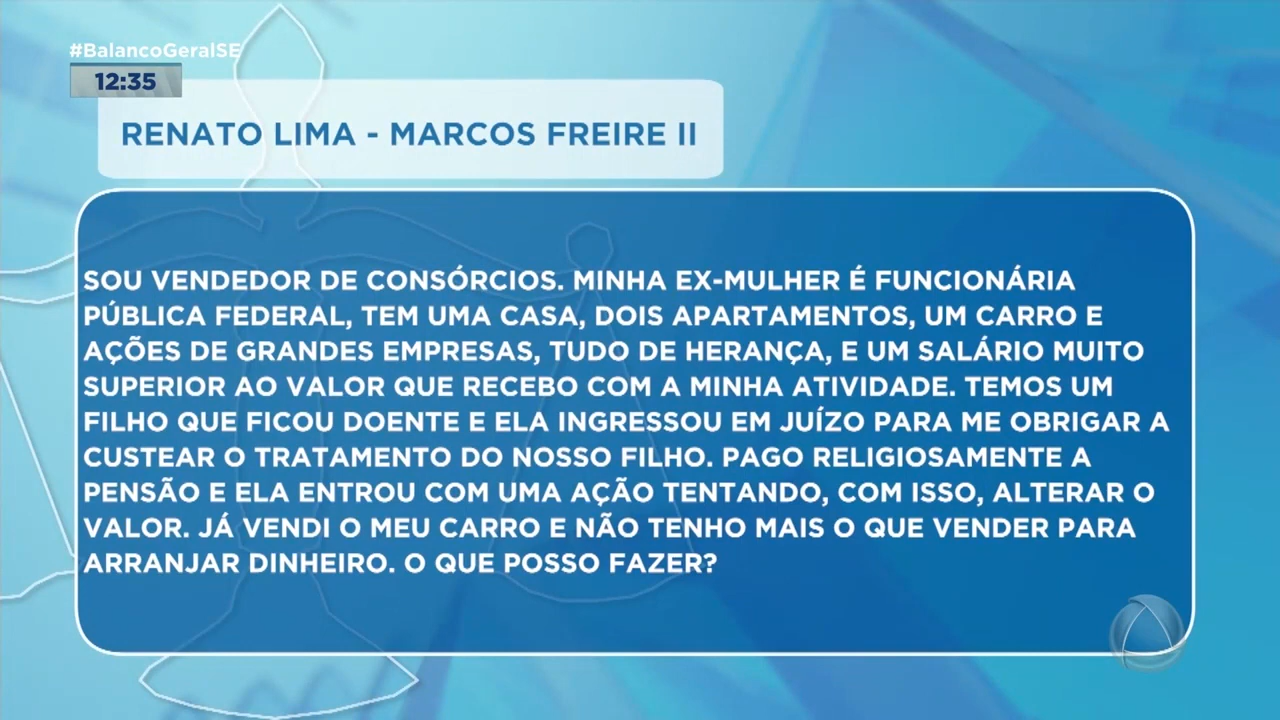 #BalancoGeralSE
12:35
RENATO LIMA - MARCOS FREIRE II
SOU VENDEDOR DE CONSÓRCIOS. MINHA EX-MULHER É FUNCIONÁRIA
PÚBLICA FEDERAL, TEM UMA CASA, DOIS APARTAMENTOS, UM CARRO E
AÇÕES DE GRANDES EMPRESAS, TUDO DE HERANÇA, E UM SALÁRIO MUITO
SUPERIOR AO VALOR QUE RECEBO COM A MINHA ATIVIDADE. TEMOS UM
FILHO QUE FICOU DOENTE E ELA INGRESSOU EM JUÍZO PARA ME OBRIGAR A
CUSTEAR O TRATAMENTO DO NOSSO FILHO. PAGO RELIGIOSAMENTE A
PENSÃO E ELA ENTROU COM UMA AÇÃO TENTANDO, COM ISSO, ALTERAR O
VALOR. JÁ VENDI O MEU CARRO E NÃO TENHO MAIS O QUE VENDER PARA
ARRANJAR DINHEIRO. O QUE POSSO FAZER?